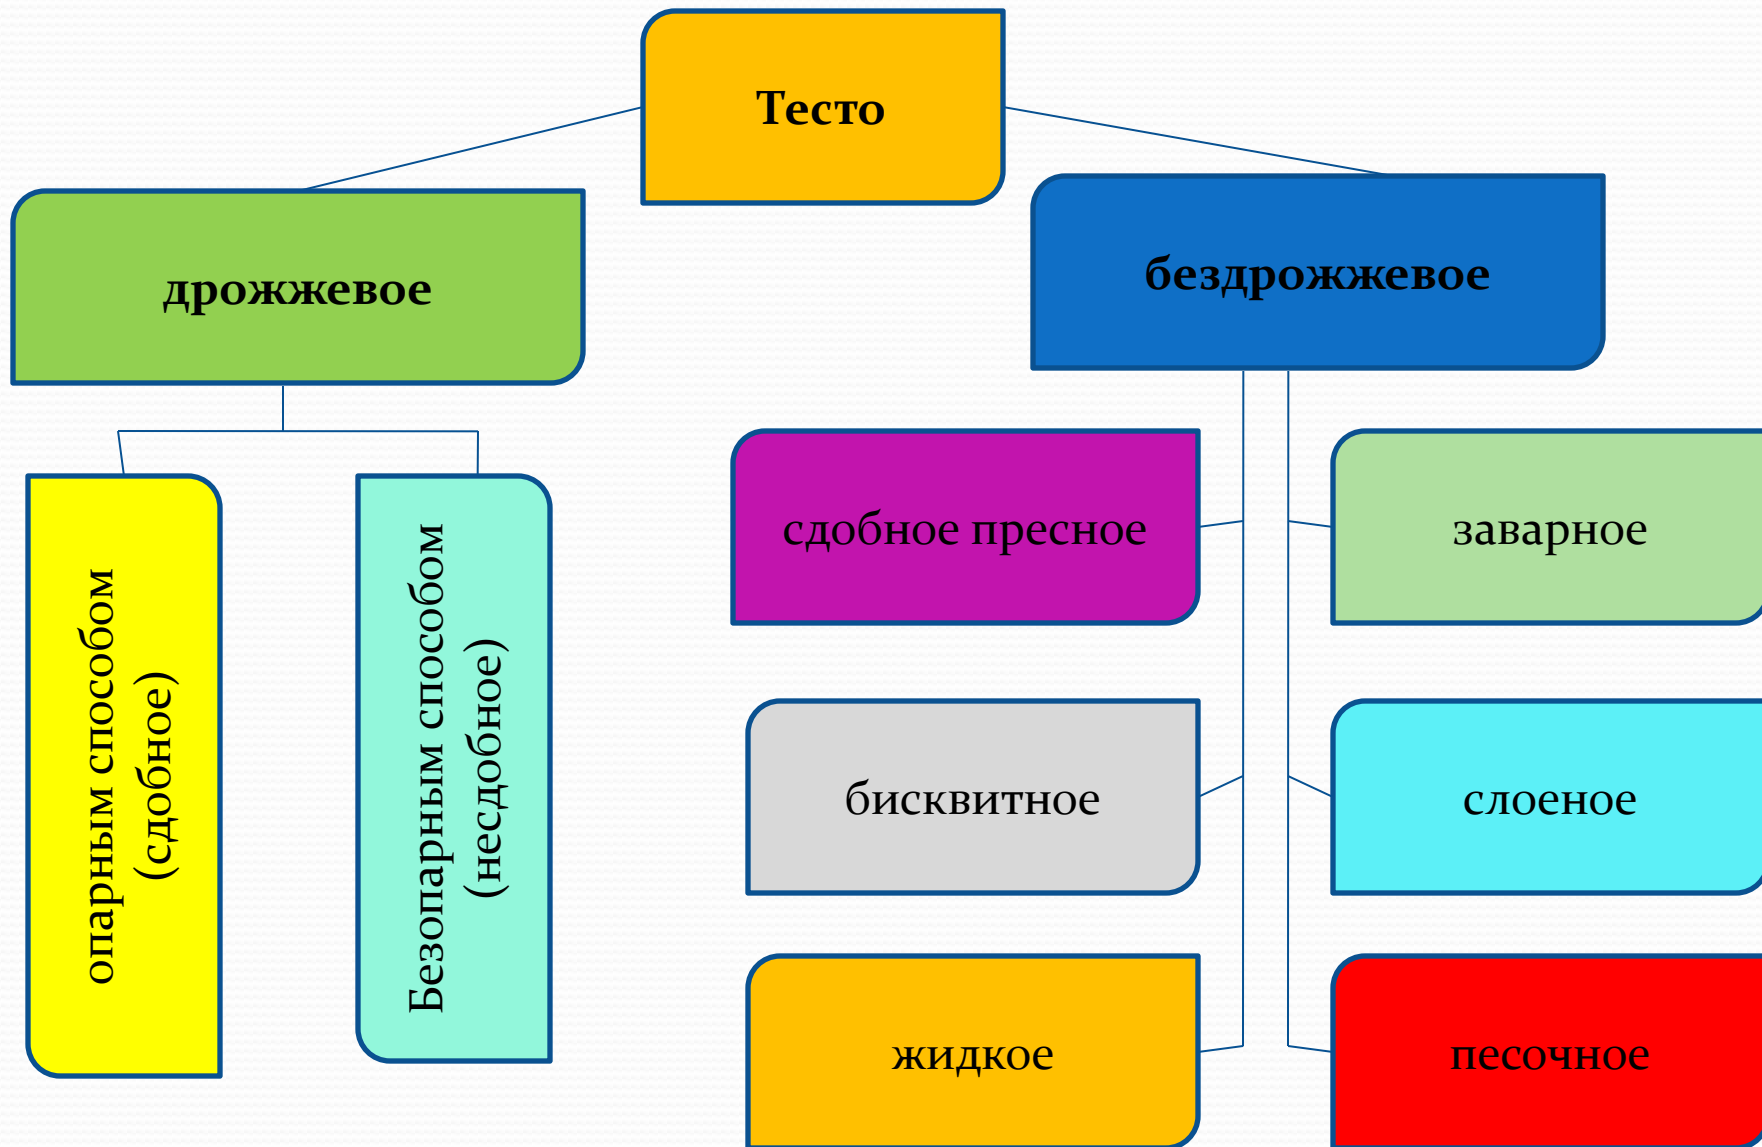 Тесто
дрожжевое
бездрожжевое
опарным способом
(сдобное)
Безопарным способом
(несдобное)
сдобное пресное
заварное
бисквитное
слоеное
жидкое
песочное